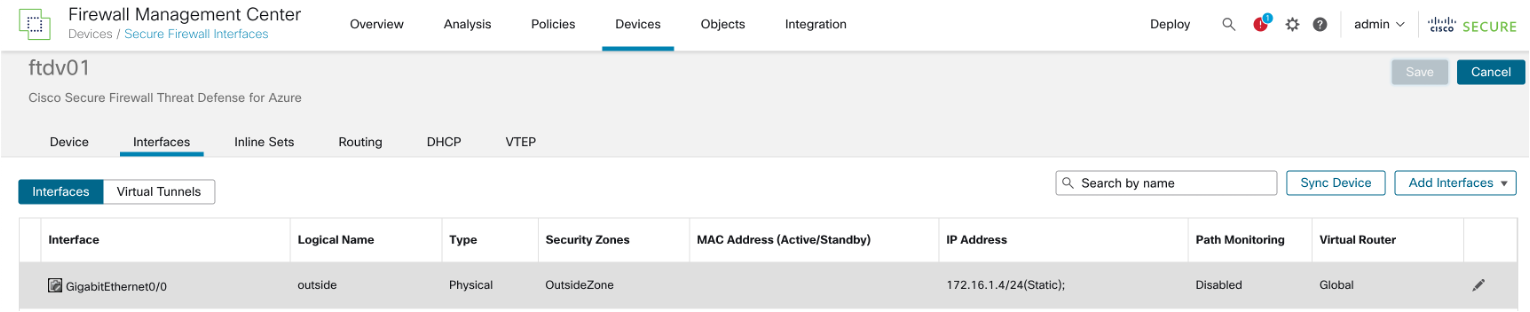 Firewall Management Center
Devices / Secure Firewall Interfaces
Overview Analysis Policies Devices Objects Integration Deploy 1 admin cisco SECURE
ftdv01
Save Cancel
Cisco Secure Firewall Threat Defense for Azure
Device Interfaces Inline Sets Routing DHCP VTEP
Interfaces Virtual Tunnels Search by name Sync Device Add Interfaces
Interface Logical Name Type Security Zones MAC Address (Active/Standby) IP Address Path Monitoring Virtual Router
GigabitEthernet0/0 outside Physical OutsideZone 172.16.1.4/24(Static); Disabled Global